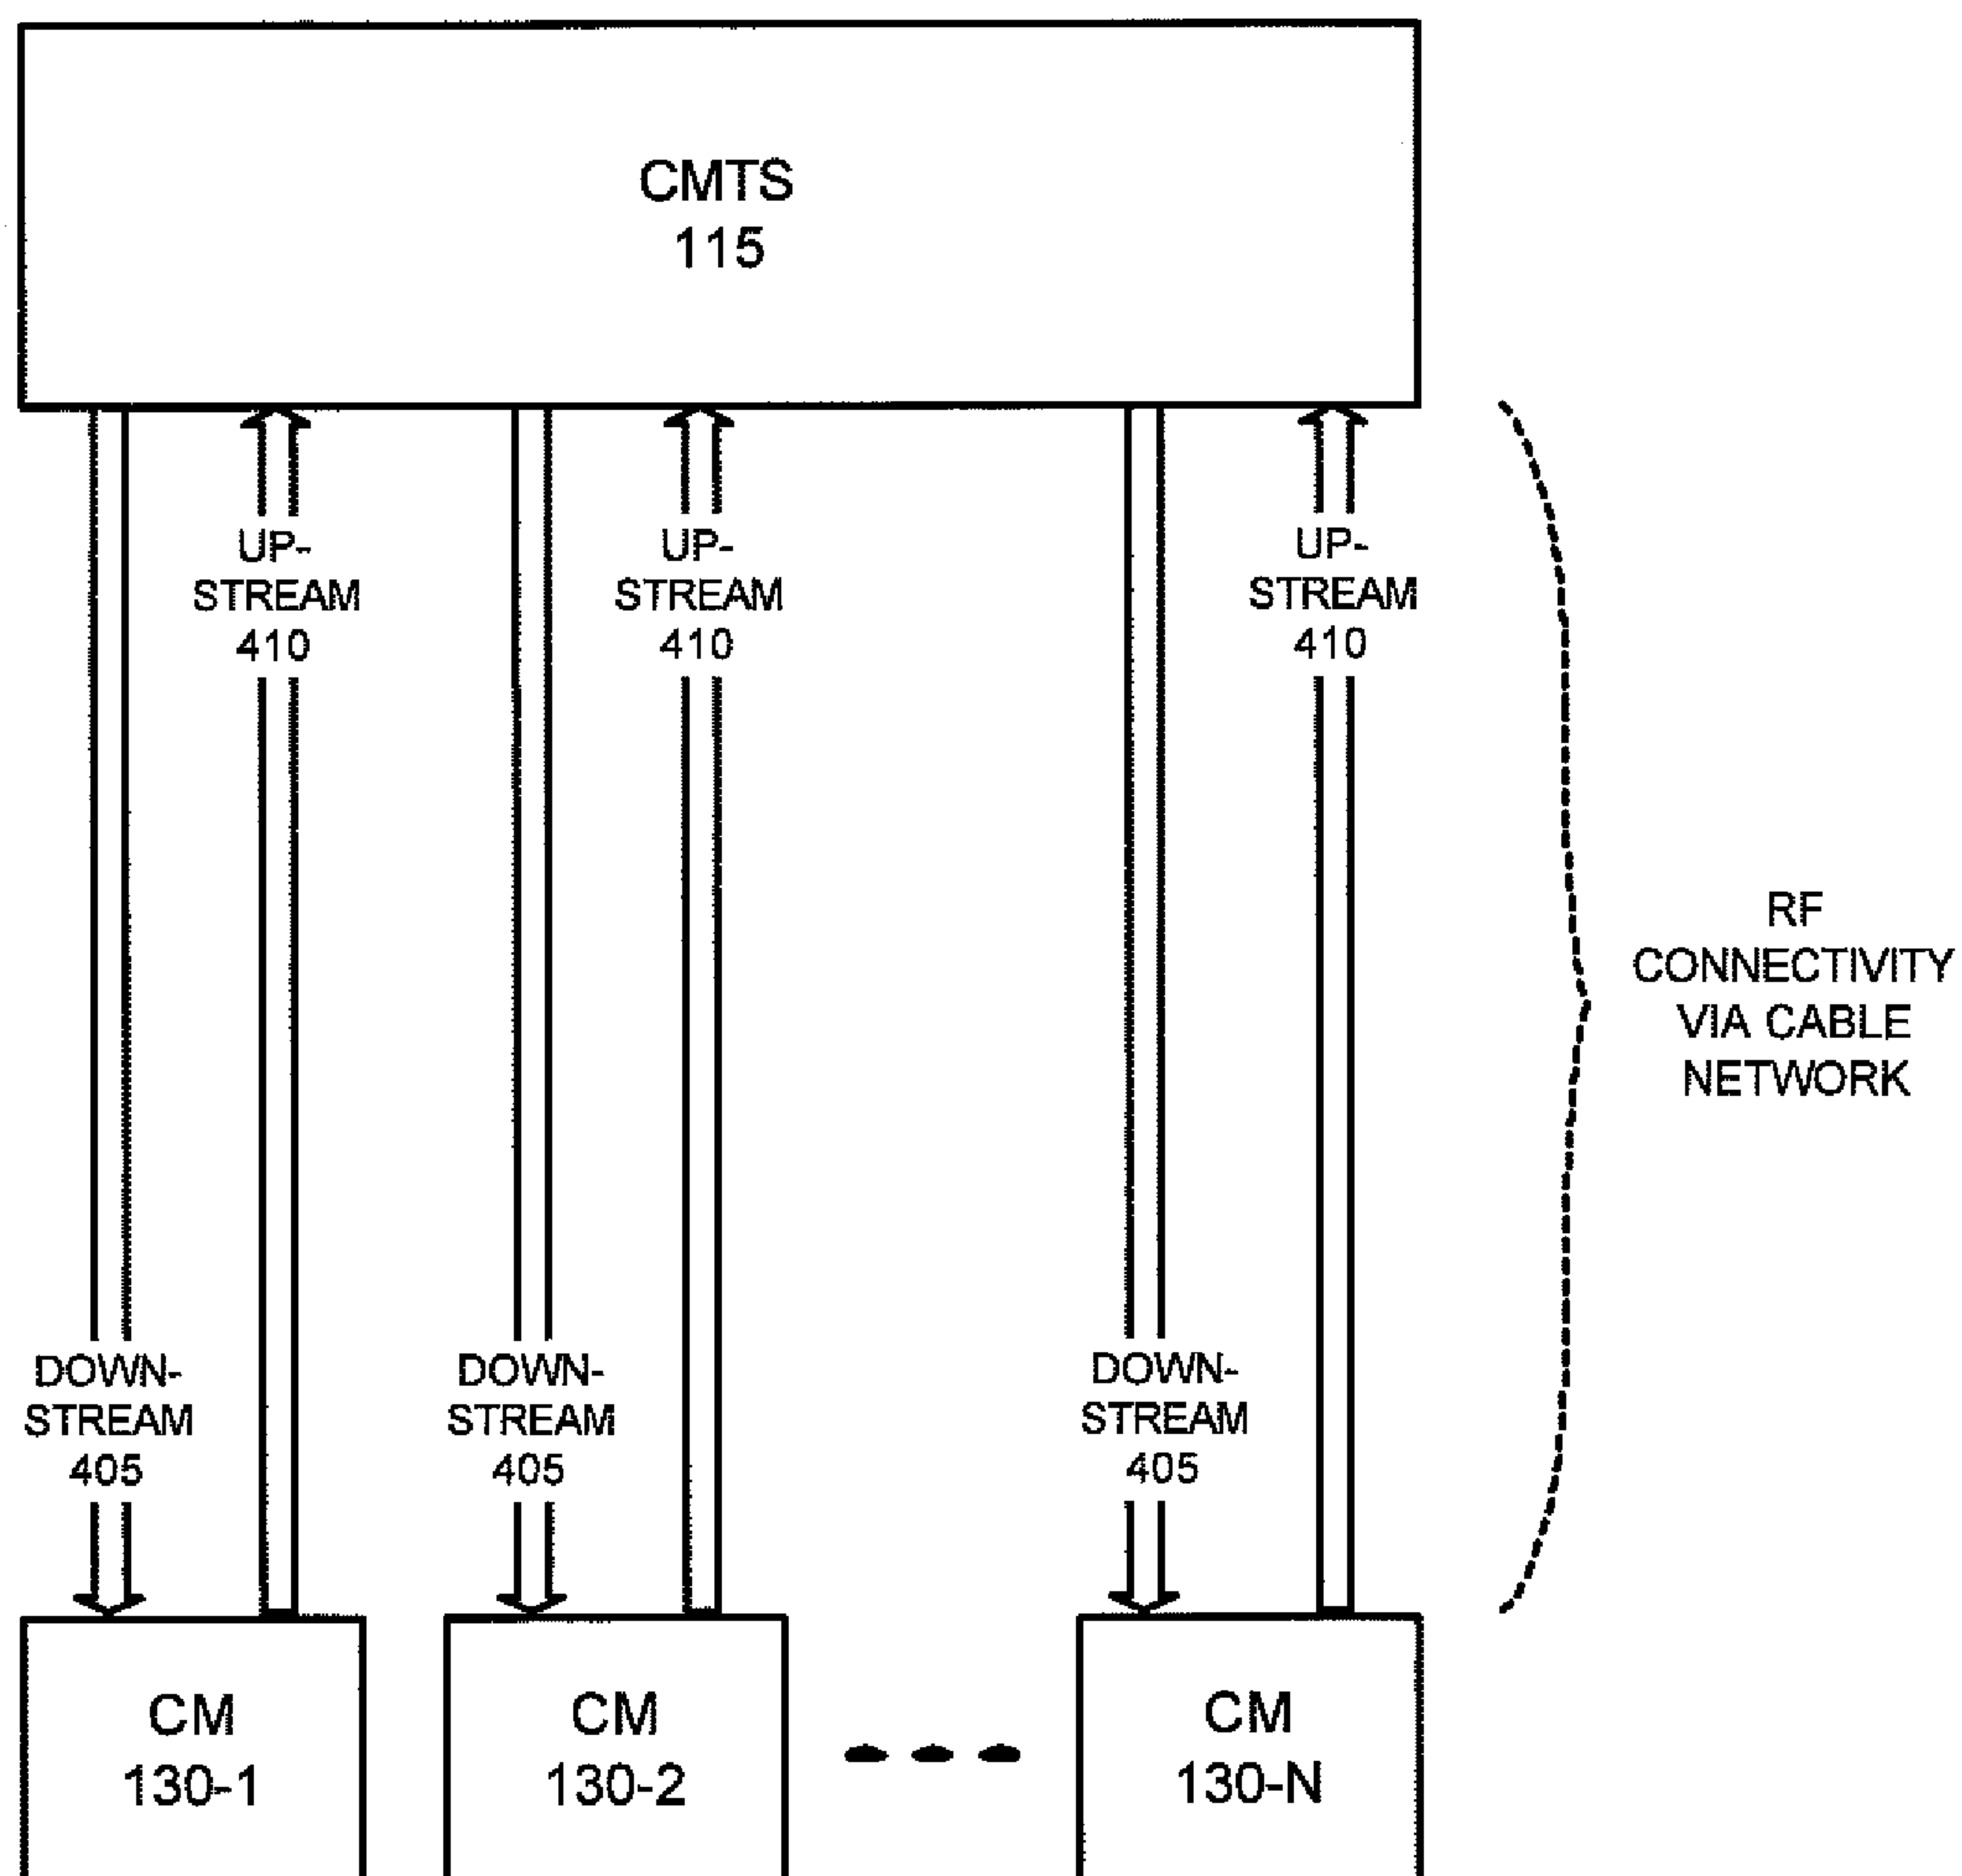 CMTS
115
UP-
STREAM
410
UP-
STREAM
410
UP-
STREAM
410
RF
CONNECTIVITY
VIA CABLE
NETWORK
DOWN-
STREAM
405
DOWN-
STREAM
405
DOWN-
STREAM
405
CM
130-1
CM
130-2
CM
130-N